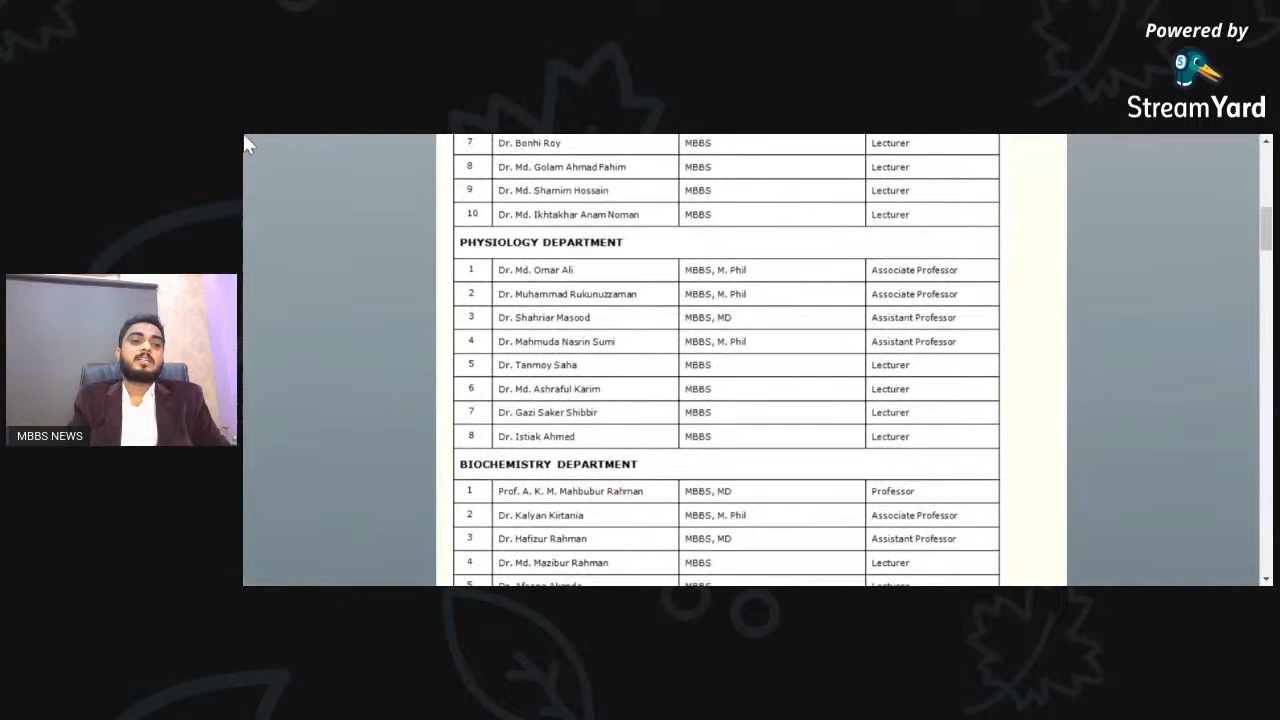 Powered by
StreamYard
7 Dr. Bonhi Roy MBBS Lecturer
8 Dr. Md. Golam Ahmad Fahim MBBS Lecturer
9 Dr. Md. Shamim Hossain MBBS Lecturer
10 Dr. Md. Ikhtakhar Anam Noman MBBS Lecturer
PHYSIOLOGY DEPARTMENT
1 Dr. Md. Omar Ali MBBS, M. Phil Associate Professor
2 Dr. Muhammad Rukunuzzaman MBBS, M. Phil Associate Professor
3 Dr. Shahriar Masood MBBS, MD Assistant Professor
4 Dr. Mahmuda Nasrin Sumi MBBS, M. Phil Assistant Professor
5 Dr. Tanmoy Saha MBBS Lecturer
6 Dr. Md. Ashraful Karim MBBS Lecturer
7 Dr. Gazi Saker Shibbir MBBS Lecturer
8 Dr. Istiak Ahmed MBBS Lecturer
BIOCHEMISTRY DEPARTMENT
1 Prof. A. K. M. Mahbubur Rahman MBBS, MD Professor
2 Dr. Kalyan Kirtania MBBS, M. Phil Associate Professor
3 Dr. Hafizur Rahman MBBS, MD Assistant Professor
4 Dr. Md. Mazibur Rahman MBBS Lecturer
MBBS NEWS